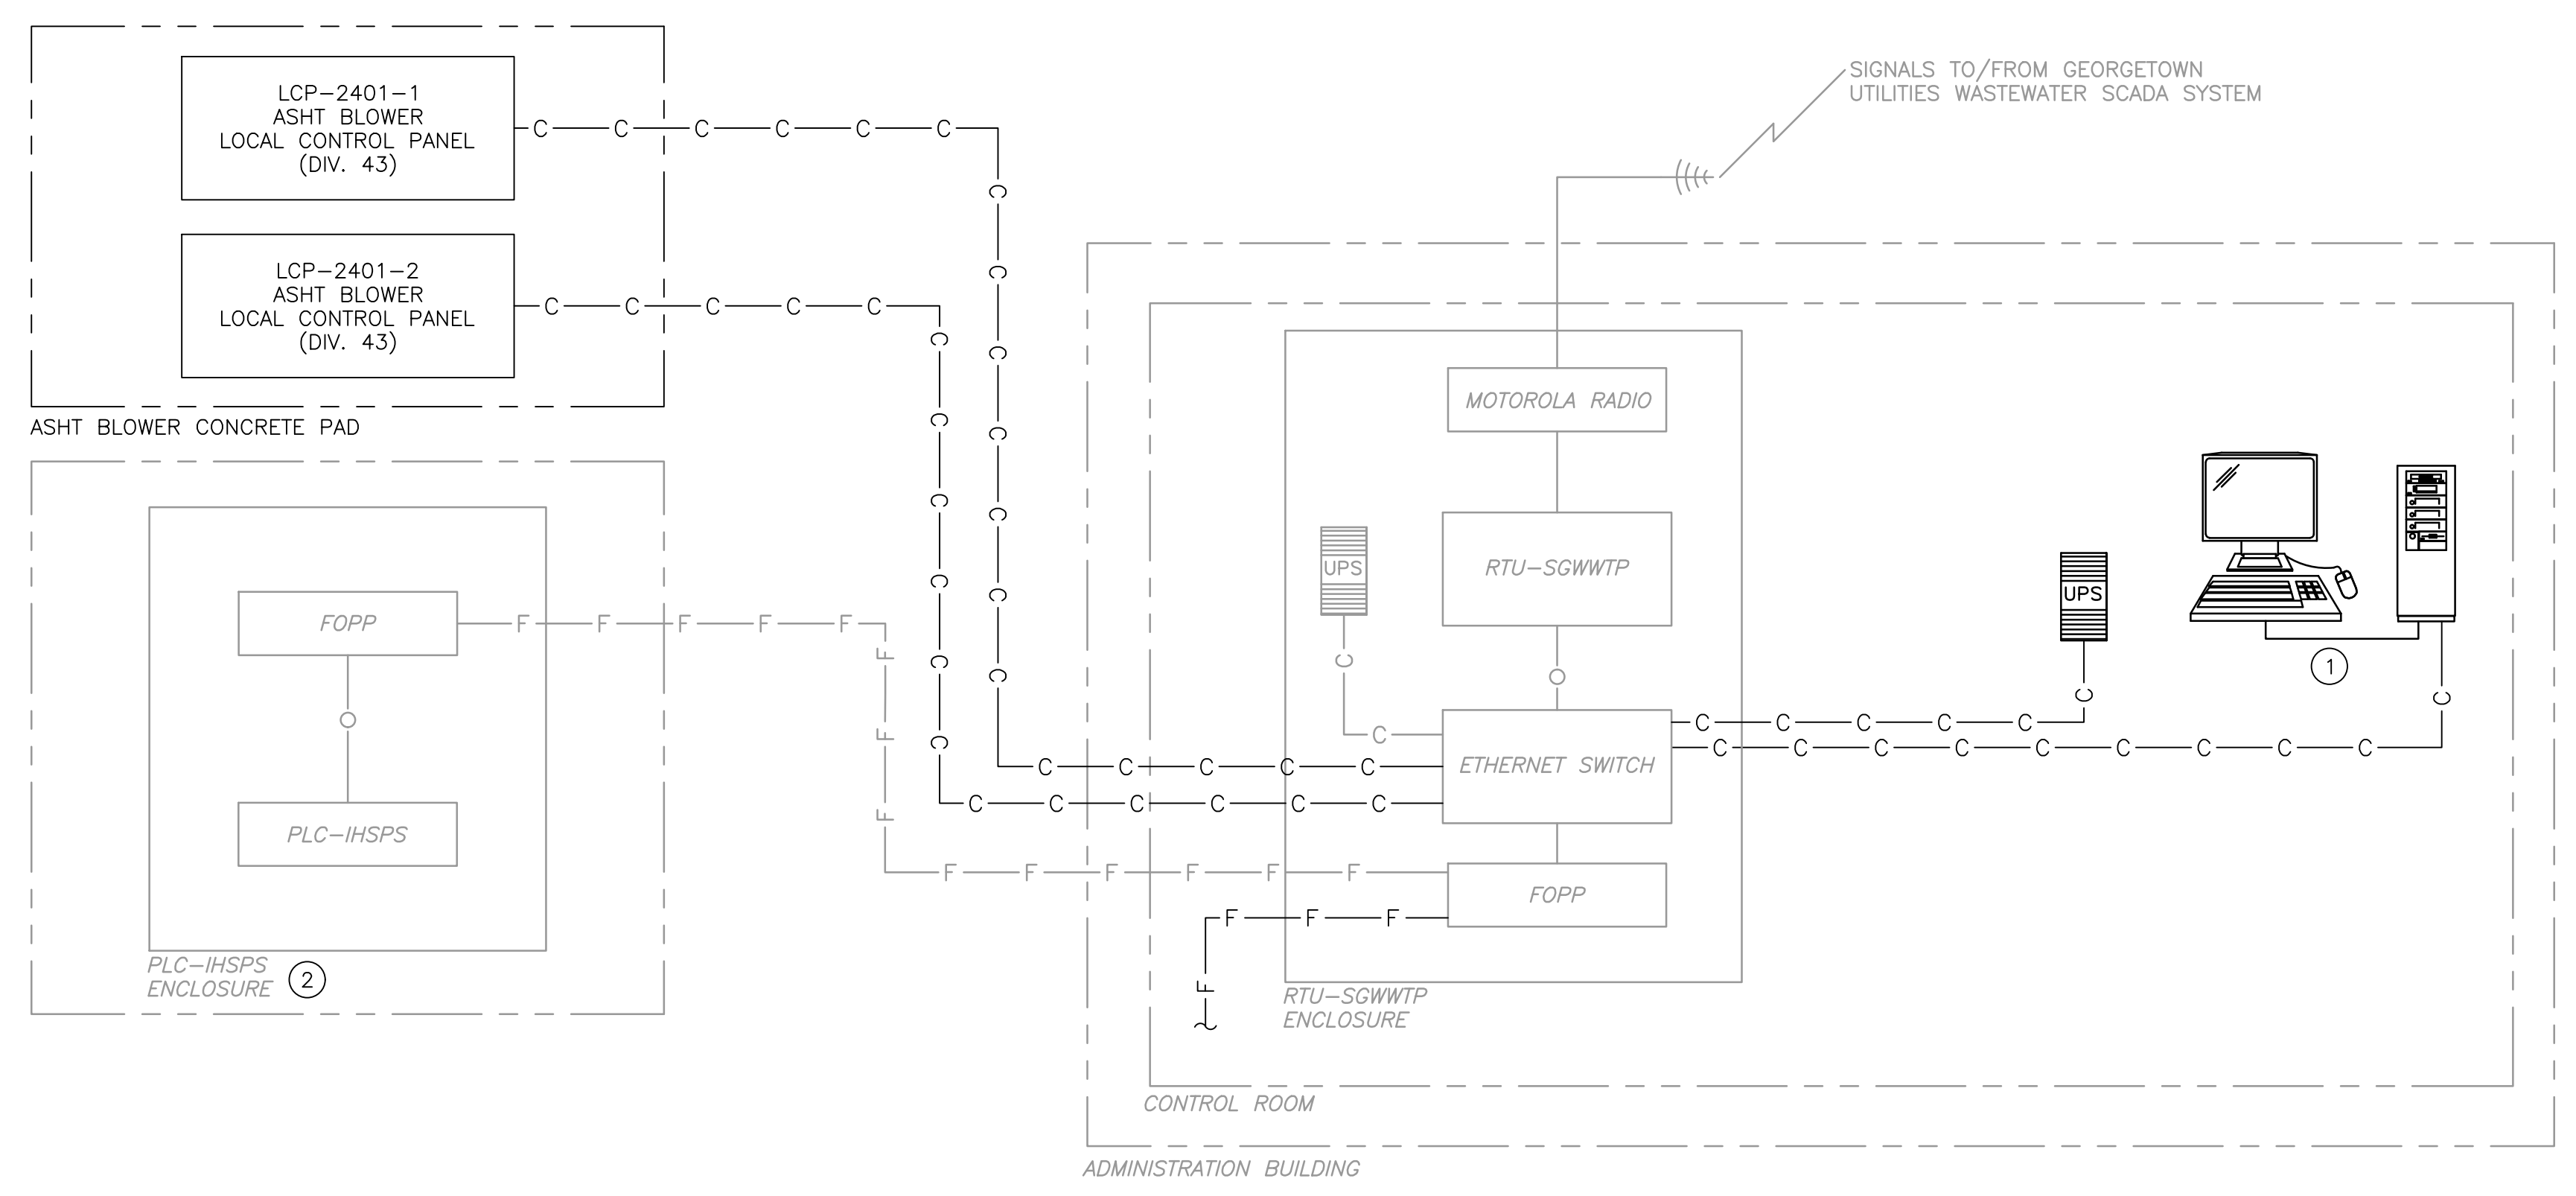 LCP-2401-1
ASHT BLOWER
LOCAL CONTROL PANEL
(DIV. 43)
LCP-2401-2
ASHT BLOWER
LOCAL CONTROL PANEL
(DIV. 43)
ASHT BLOWER CONCRETE PAD
C C C C C C
C C C C C C C
C C C C C
C C C C C
C C C C C C
C C C C C C
SIGNALS TO/FROM GEORGETOWN
UTILITIES WASTEWATER SCADA SYSTEM
FOPP
PLC-IHSPS
PLC-IHSPS
ENCLOSURE
2
F F F F F
F F F
F F F F F F
MOTOROLA RADIO
RTU-SGWWTP
UPS
C
C
ETHERNET SWITCH
FOPP
F F F
F
RTU-SGWWTP
ENCLOSURE
UPS
1
C
C
C C C C C
C C C C C C C C C
CONTROL ROOM
ADMINISTRATION BUILDING